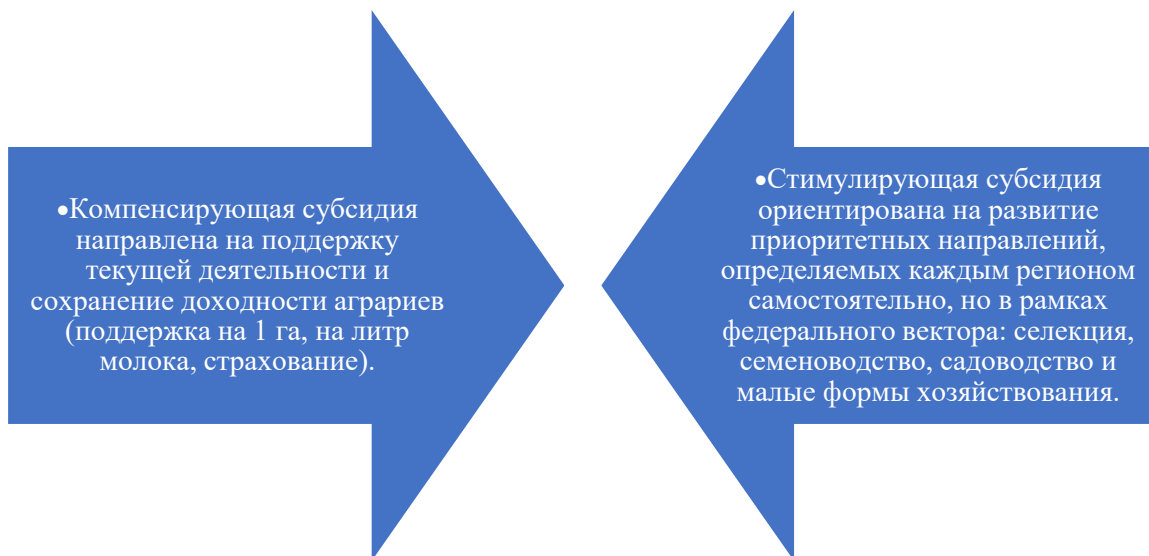 •Компенсирующая субсидия
направлена на поддержку
текущей деятельности и
сохранение доходности аграриев
(поддержка на 1 га, на литр
молока, страхование).
•Стимулирующая субсидия
ориентирована на развитие
приоритетных направлений,
определяемых каждым регионом
самостоятельно, но в рамках
федерального вектора: селекция,
семеноводство, садоводство и
малые формы хозяйствования.